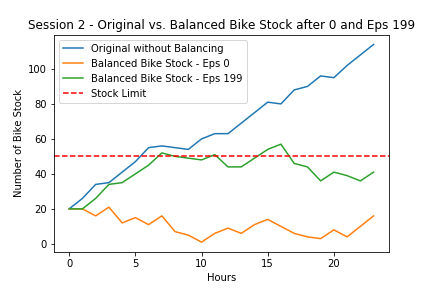 Session 2 - Original vs. Balanced Bike Stock after 0 and Eps 199
Original without Balancing
Balanced Bike Stock - Eps 0
Balanced Bike Stock - Eps 199
Stock Limit
Number of Bike Stock
100
80
60
40
20
0
0 5 10 15 20
Hours